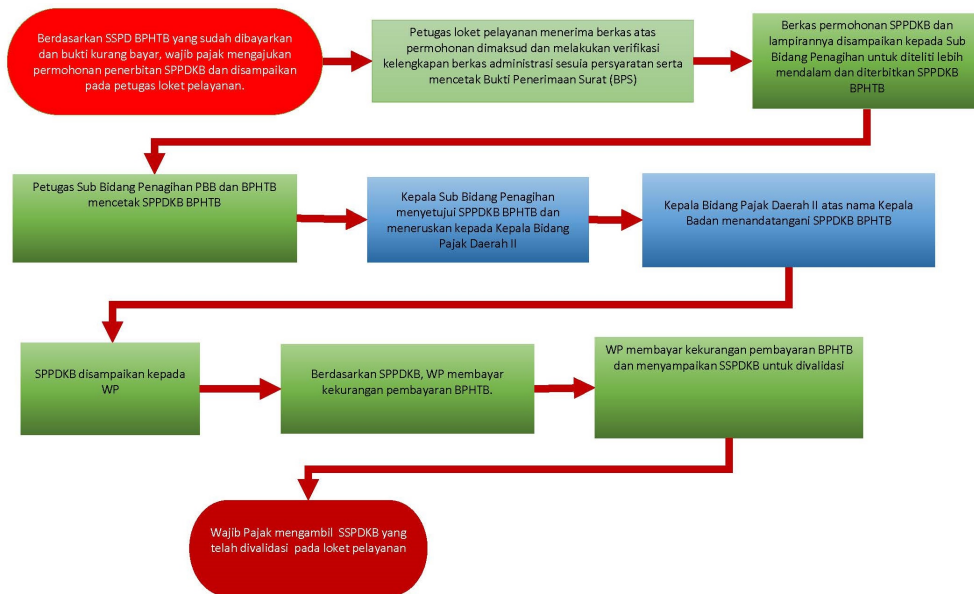 Berdasarkan SSPD BPHTB yang sudah dibayarkan
dan bukti kurang bayar, wajib pajak mengajukan
permohonan penerbitan SPPDKB dan disampaikan
pada petugas loket pelayanan.
Petugas loket pelayanan menerima berkas atas
permohonan dimaksud dan melakukan verifikasi
kelengkapan berkas administrasi sesuia persyaratan serta
mencetak Bukti Penerimaan Surat (BPS)
Berkas permohonan SPPDKB dan
lampirannya disampaikan kepada Sub
Bidang Penagihan untuk diteliti lebih
mendalam dan diterbitkan SPPDKB
BPHTB
Petugas Sub Bidang Penagihan PBB dan BPHTB
mencetak SPPDKB BPHTB
Kepala Sub Bidang Penagihan
menyetujui SPPDKB BPHTB dan
meneruskan kepada Kepala Bidang
Pajak Daerah II
Kepala Bidang Pajak Daerah II atas nama Kepala
Badan menandatangani SPPDKB BPHTB
SPPDKB disampaikan kepada
WP
Berdasarkan SPPDKB, WP membayar
kekurangan pembayaran BPHTB.
WP membayar kekurangan pembayaran BPHTB
dan menyampaikan SSPDKB untuk divalidasi
Wajib Pajak mengambil SSPDKB yang
telah divalidasi pada loket pelayanan